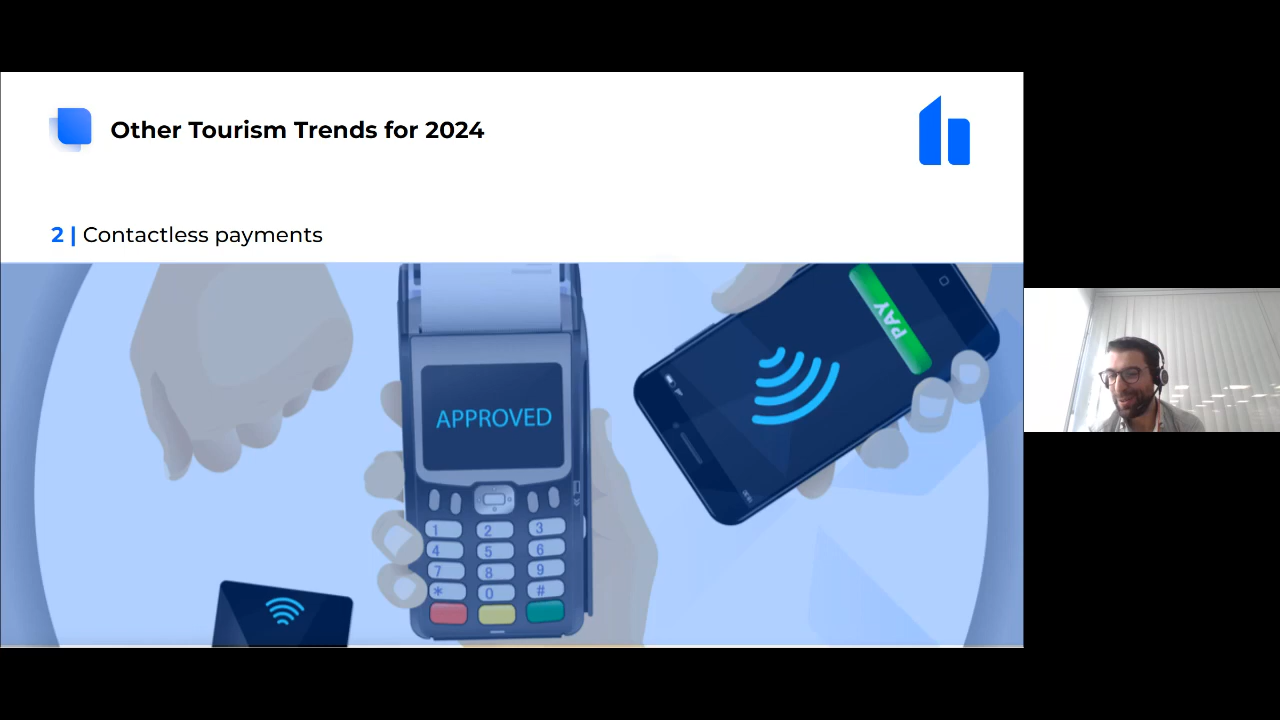 Other Tourism Trends for 2024
2 | Contactless payments
PAY
APPROVED
1 2 3
4 5 6
7 8 9
* 0 #